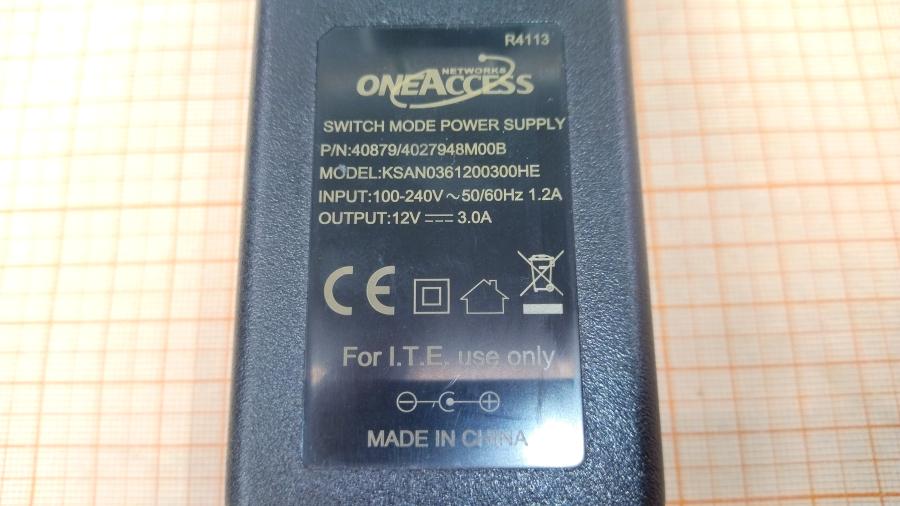 R4113
NETWORKS
ONEACCESS
SWITCH MODE POWER SUPPLY
P/N:40879/4027948M00B
MODEL:KSAN0361200300HE
INPUT:100-240V～50/60Hz 1.2A
OUTPUT:12V ⎓ 3.0A
CE
For I.T.E. use only
MADE IN CHINA